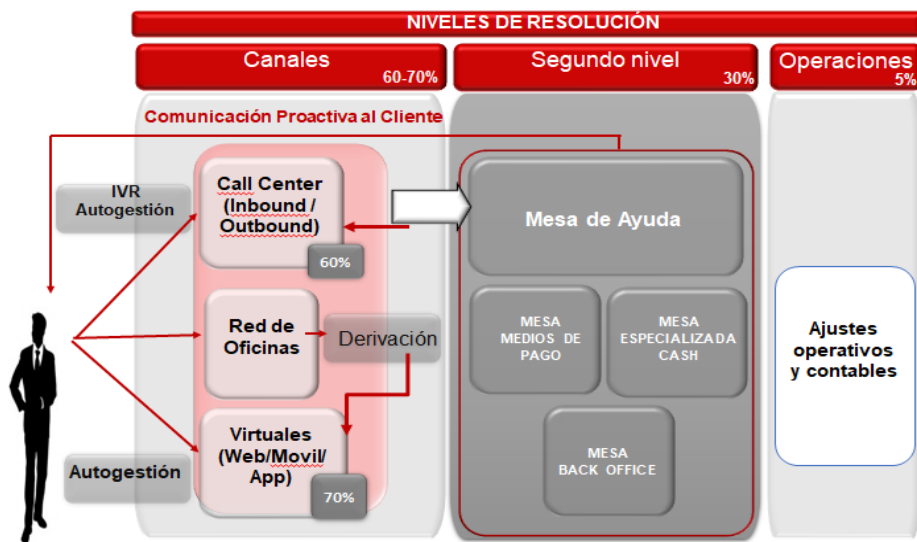 NIVELES DE RESOLUCIÓN
Canales
60-70%
Segundo nivel
30%
Operaciones
5%
Comunicación Proactiva al Cliente
IVR
Autogestión
Call Center
(Inbound /
Outbound)
60%
Mesa de Ayuda
Red de
Oficinas
Derivación
MESA
MEDIOS DE
PAGO
MESA
ESPECIALIZADA
CASH
Ajustes
operativos
y contables
Autogestión
Virtuales
(Web/Movil/
App)
70%
MESA
BACK OFFICE